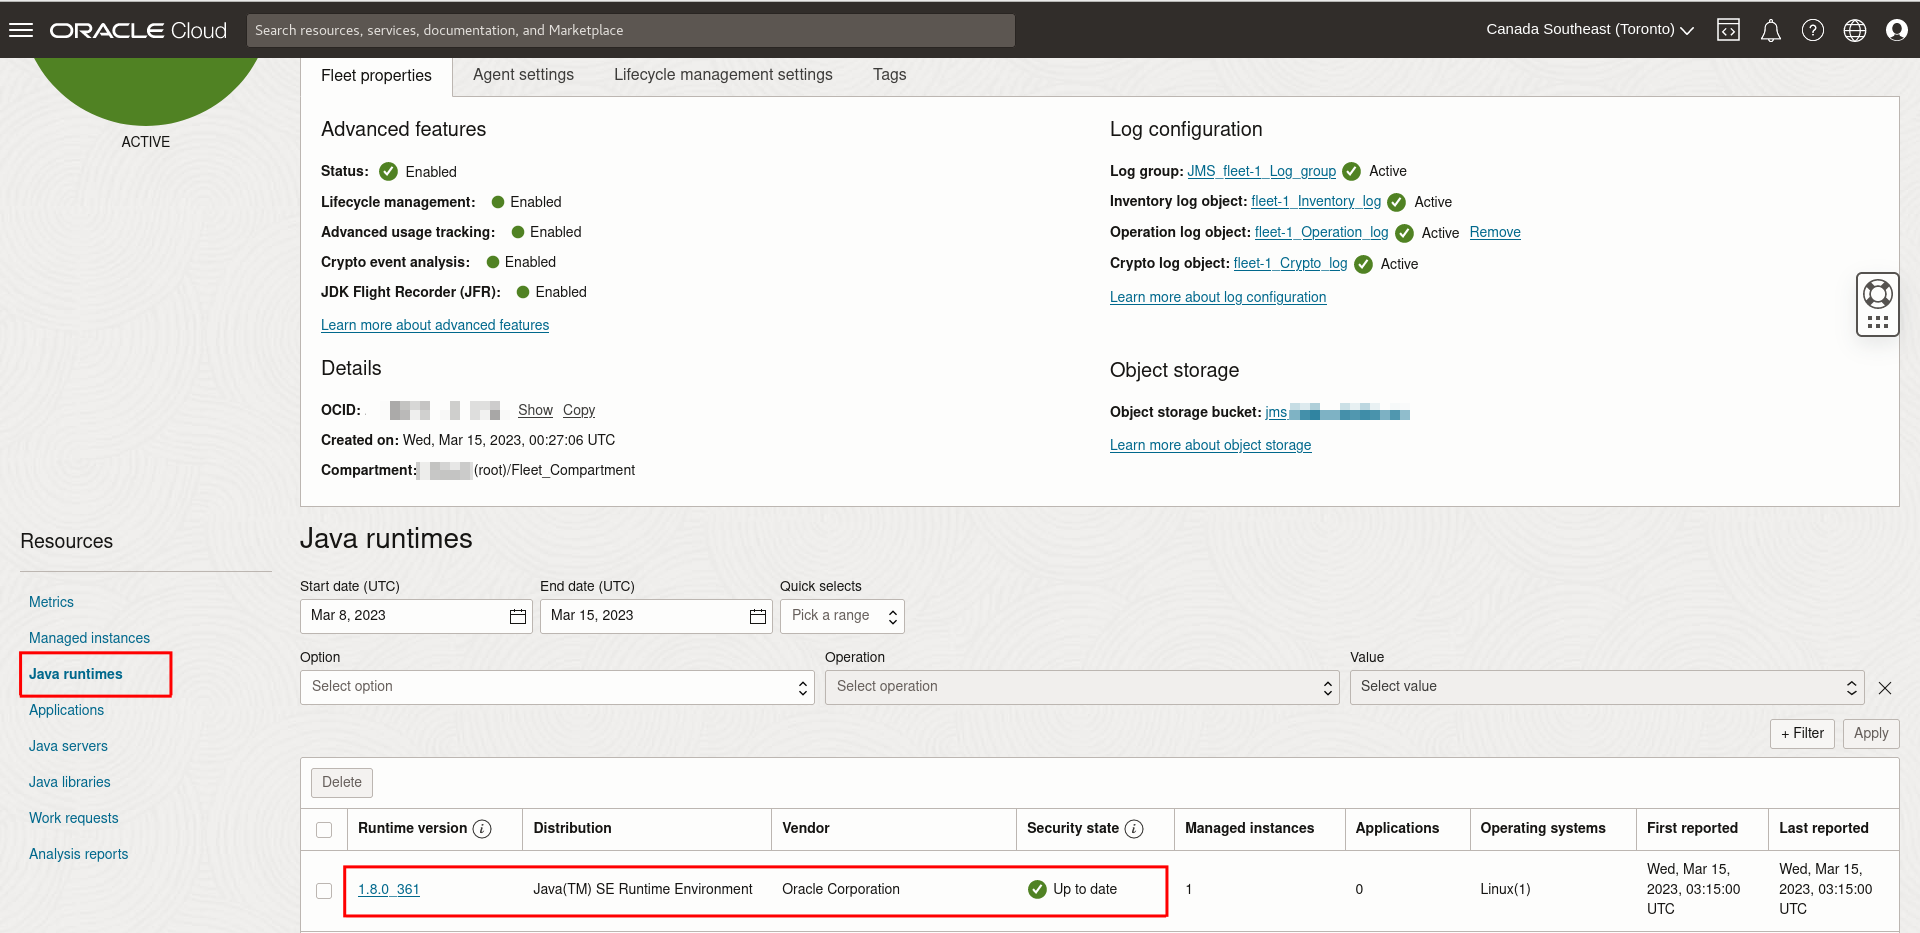 ORACLE Cloud
Search resources, services, documentation, and Marketplace
Canada Southeast (Toronto)
ACTIVE
Fleet properties
Agent settings
Lifecycle management settings
Tags
Advanced features
Status: Enabled
Lifecycle management: Enabled
Advanced usage tracking: Enabled
Crypto event analysis: Enabled
JDK Flight Recorder (JFR): Enabled
Learn more about advanced features
Log configuration
Log group: JMS_fleet-1_Log_group Active
Inventory log object: fleet-1_Inventory_log Active
Operation log object: fleet-1_Operation_log Active Remove
Crypto log object: fleet-1_Crypto_log Active
Learn more about log configuration
Details
OCID: Show Copy
Created on: Wed, Mar 15, 2023, 00:27:06 UTC
Compartment: (root)/Fleet_Compartment
Object storage
Object storage bucket: jms
Learn more about object storage
Resources
Metrics
Managed instances
Java runtimes
Applications
Java servers
Java libraries
Work requests
Analysis reports
Java runtimes
Start date (UTC)
End date (UTC)
Quick selects
Mar 8, 2023
Mar 15, 2023
Pick a range
Option
Operation
Value
Select option
Select operation
Select value
+ Filter
Apply
Delete
Runtime version i
Distribution
Vendor
Security state i
Managed instances
Applications
Operating systems
First reported
Last reported
1.8.0_361
Java(TM) SE Runtime Environment
Oracle Corporation
Up to date
1
0
Linux(1)
Wed, Mar 15,
2023, 03:15:00
UTC
Wed, Mar 15,
2023, 03:15:00
UTC